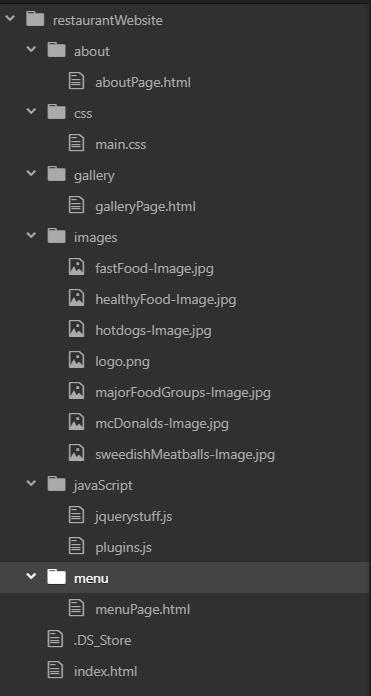 restaurantWebsite
about
aboutPage.html
css
main.css
gallery
galleryPage.html
images
fastFood-Image.jpg
healthyFood-Image.jpg
hotdogs-Image.jpg
logo.png
majorFoodGroups-Image.jpg
mcDonalds-Image.jpg
sweedishMeatballs-Image.jpg
javaScript
jquerystuff.js
plugins.js
menu
menuPage.html
.DS_Store
index.html